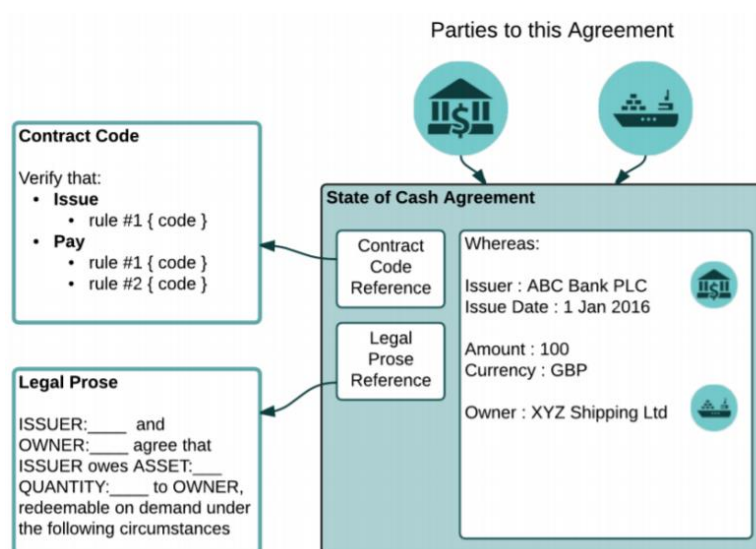 Parties to this Agreement
Contract Code
Verify that:
• Issue
• rule #1 { code }
• Pay
• rule #1 { code }
• rule #2 { code }
State of Cash Agreement
Contract
Code
Reference
Legal
Prose
Reference
Whereas:
Issuer : ABC Bank PLC
Issue Date : 1 Jan 2016
Amount : 100
Currency : GBP
Owner : XYZ Shipping Ltd
Legal Prose
ISSUER:____ and
OWNER:____ agree that
ISSUER owes ASSET:___
QUANTITY:____ to OWNER,
redeemable on demand under
the following circumstances